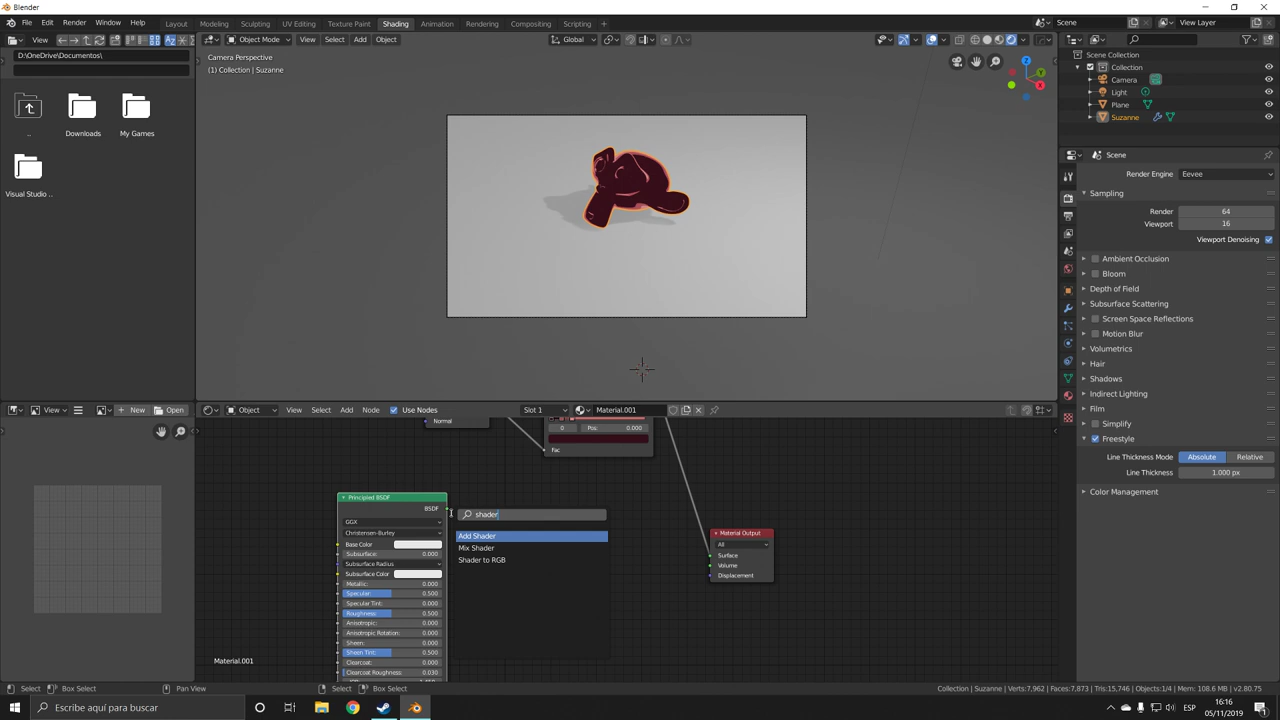 Blender
File Edit Render Window Help Layout Modeling Sculpting UV Editing Texture Paint Shading Animation Rendering Compositing Scripting + Scene View Layer
View
Object Mode View Select Add Object Global
D:\OneDrive\Documentos\
..
Downloads
My Games
Visual Studio ..
Camera Perspective
(1) Collection | Suzanne
Z
Y
X
Scene Collection
Collection
Camera
Light
Plane
Suzanne
Scene
Render Engine Eevee
Sampling
Render 64
Viewport 16
Viewport Denoising
Ambient Occlusion
Bloom
Depth of Field
Subsurface Scattering
Screen Space Reflections
Motion Blur
Volumetrics
Hair
Shadows
Indirect Lighting
Film
Simplify
Freestyle
Line Thickness Mode Absolute Relative
Line Thickness 1.000 px
Color Management
View New Open
Object View Select Add Node Use Nodes Slot 1 Material.001
Normal
0 Pos: 0.000
Fac
Principled BSDF
BSDF
GGX
Christensen-Burley
Base Color
Subsurface: 0.000
Subsurface Radius
Subsurface Color
Metallic: 0.000
Specular: 0.500
Specular Tint: 0.000
Roughness: 0.500
Anisotropic: 0.000
Anisotropic Rotation: 0.000
Sheen: 0.000
Sheen Tint: 0.500
Clearcoat: 0.000
Clearcoat Roughness: 0.030
shader
Add Shader
Mix Shader
Shader to RGB
Material Output
All
Surface
Volume
Displacement
Material.001
Select Box Select Pan View Select Box Select Collection | Suzanne | Verts:7,962 | Faces:7,873 | Tris:15,746 | Objects:1/4 | Mem: 108.6 MB | v2.80.75
Escribe aquí para buscar
ESP
16:16
05/11/2019